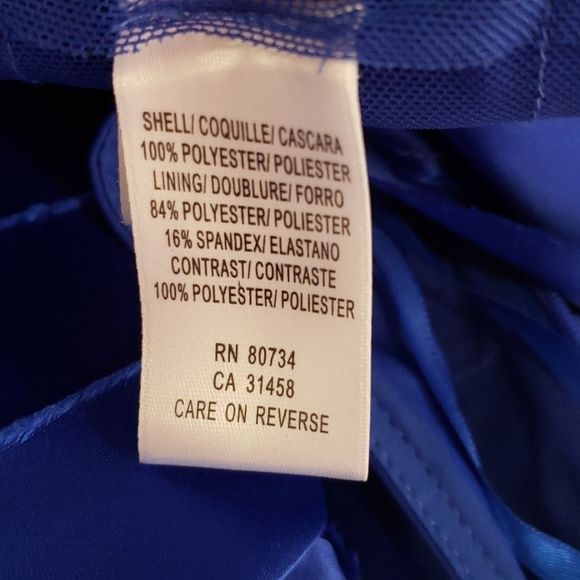 SHELL/ COQUILLE/ CASCARA
100% POLYESTER/ POLIESTER
LINING/ DOUBLURE/ FORRO
84% POLYESTER/ POLIESTER
16% SPANDEX/ ELASTANO
CONTRAST/ CONTRASTE
100% POLYESTER/ POLIESTER
RN 80734
CA 31458
CARE ON REVERSE